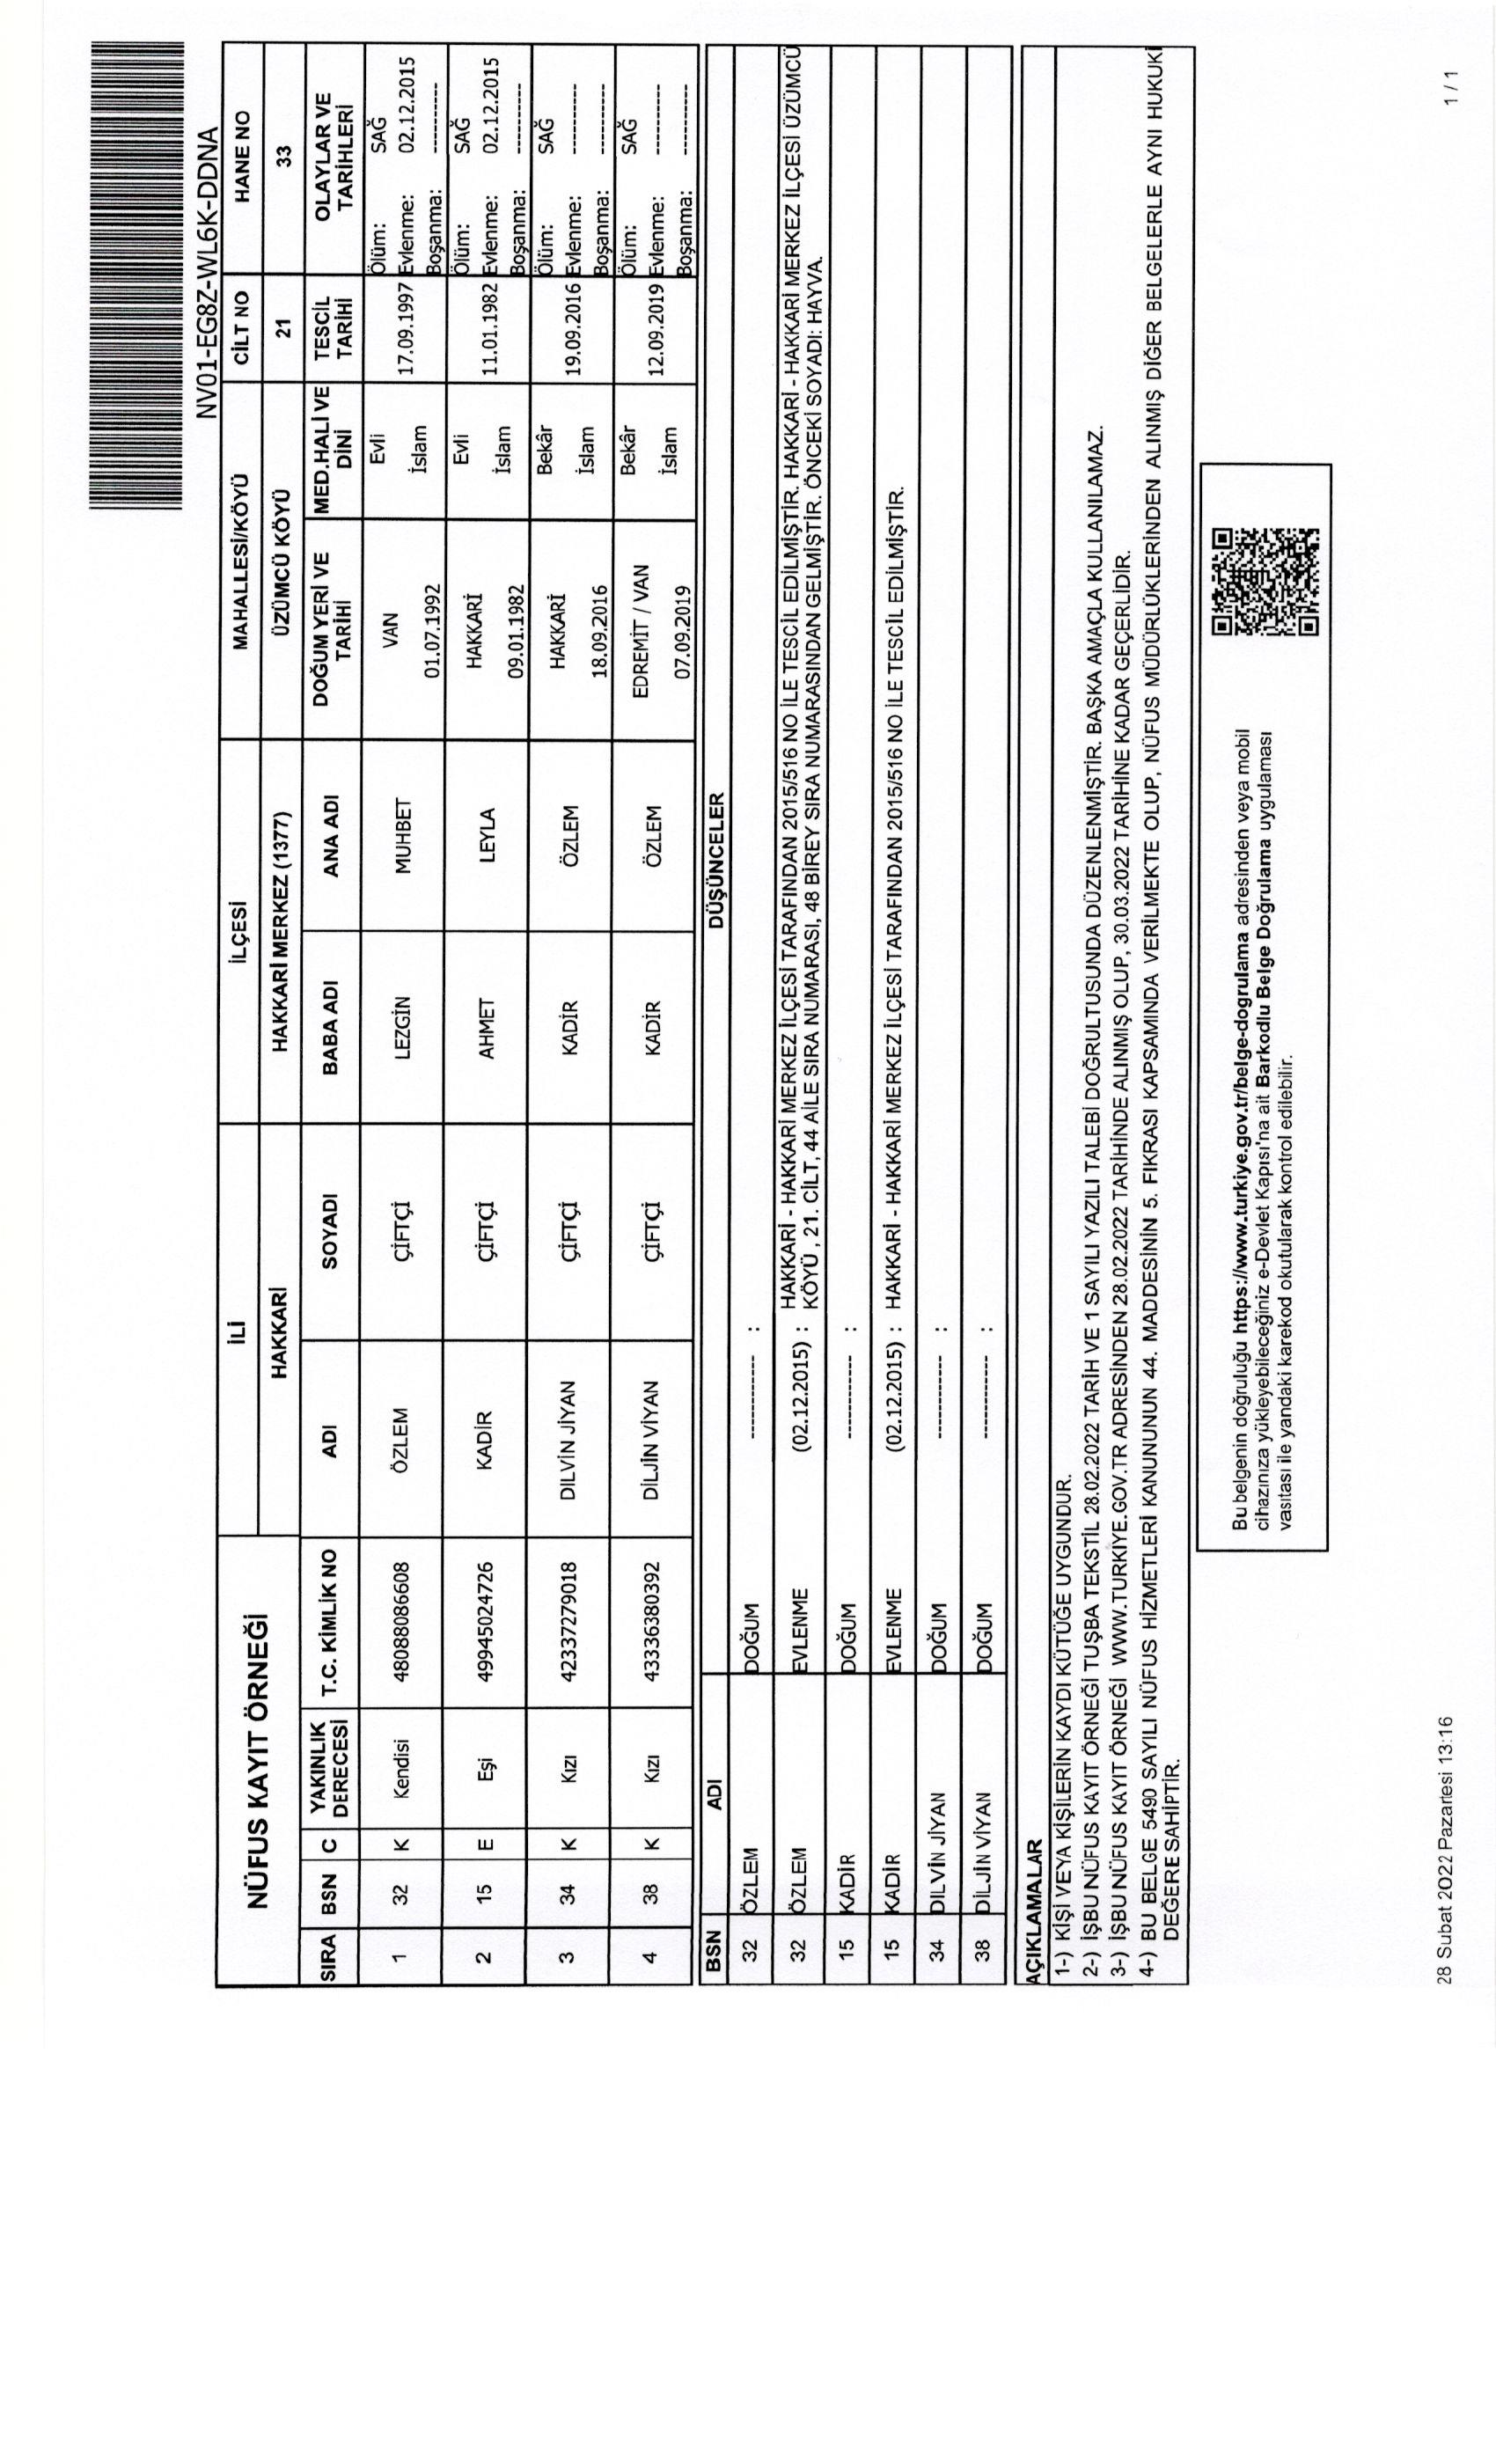 NV01-EG8Z-WL6K-DDNA
NÜFUS KAYIT ÖRNEĞİ İLİ İLÇESİ MAHALLESİ/KÖYÜ CİLT NO HANE NO
HAKKARİ HAKKARİ MERKEZ (1377) ÜZÜMCÜ KÖYÜ 21 33
SIRA BSN C YAKINLIK DERECESİ T.C. KİMLİK NO ADI SOYADI BABA ADI ANA ADI DOĞUM YERİ VE TARİHİ MED.HALİ VE DİNİ TESCİL TARİHİ OLAYLAR VE TARİHLERİ
1 32 K Kendisi 48088086608 ÖZLEM ÇİFTÇİ LEZGİN MUHBET VAN 01.07.1992 Evli İslam 17.09.1997 Ölüm: SAĞ Evlenme: 02.12.2015 Boşanma: ----------
2 15 E Eşi 49945024726 KADİR ÇİFTÇİ AHMET LEYLA HAKKARİ 09.01.1982 Evli İslam 11.01.1982 Ölüm: SAĞ Evlenme: 02.12.2015 Boşanma: ----------
3 34 K Kızı 42337279018 DILVİN JİYAN ÇİFTÇİ KADİR ÖZLEM HAKKARİ 18.09.2016 Bekâr İslam 19.09.2016 Ölüm: SAĞ Evlenme: ---------- Boşanma: ----------
4 38 K Kızı 43336380392 DİLJİN VİYAN ÇİFTÇİ KADİR ÖZLEM EDREMİT / VAN 07.09.2019 Bekâr İslam 12.09.2019 Ölüm: SAĞ Evlenme: ---------- Boşanma: ----------
BSN ADI DÜŞÜNCELER
32 ÖZLEM DOĞUM ------------ :
32 ÖZLEM EVLENME (02.12.2015) : HAKKARİ - HAKKARİ MERKEZ İLÇESİ TARAFINDAN 2015/516 NO İLE TESCİL EDİLMİŞTİR. HAKKARİ - HAKKARİ MERKEZ İLÇESİ ÜZÜMCÜ
KÖYÜ , 21. CİLT, 44 AİLE SIRA NUMARASI, 48 BİREY SIRA NUMARASINDAN GELMİŞTİR. ÖNCEKİ SOYADI: HAYVA.
15 KADİR DOĞUM ------------ :
15 KADİR EVLENME (02.12.2015) : HAKKARİ - HAKKARİ MERKEZ İLÇESİ TARAFINDAN 2015/516 NO İLE TESCİL EDİLMİŞTİR.
34 DILVİN JİYAN DOĞUM ------------ :
38 DİLJİN VİYAN DOĞUM ------------ :
AÇIKLAMALAR
1-) KİŞİ VEYA KİŞİLERİN KAYDI KÜTÜĞE UYGUNDUR.
2-) İŞBU NÜFUS KAYIT ÖRNEĞİ TUŞBA TEKSTİL 28.02.2022 TARİH VE 1 SAYILI YAZILI TALEBİ DOĞRULTUSUNDA DÜZENLENMİŞTİR. BAŞKA AMAÇLA KULLANILAMAZ.
3-) İŞBU NÜFUS KAYIT ÖRNEĞİ WWW.TURKIYE.GOV.TR ADRESİNDEN 28.02.2022 TARİHİNDE ALINMIŞ OLUP, 30.03.2022 TARİHİNE KADAR GEÇERLİDİR.
4-) BU BELGE 5490 SAYILI NÜFUS HİZMETLERİ KANUNUNUN 44. MADDESİNİN 5. FIKRASI KAPSAMINDA VERİLMEKTE OLUP, NÜFUS MÜDÜRLÜKLERİNDEN ALINMIŞ DİĞER BELGELERLE AYNI HUKUKİ
DEĞERE SAHİPTİR.
Bu belgenin doğruluğu https://www.turkiye.gov.tr/belge-dogrulama adresinden veya mobil
cihazınıza yükleyebileceğiniz e-Devlet Kapısı'na ait Barkodlu Belge Doğrulama uygulaması
vasıtası ile yandaki karekod okutularak kontrol edilebilir.
28 Subat 2022 Pazartesi 13:16 1 / 1